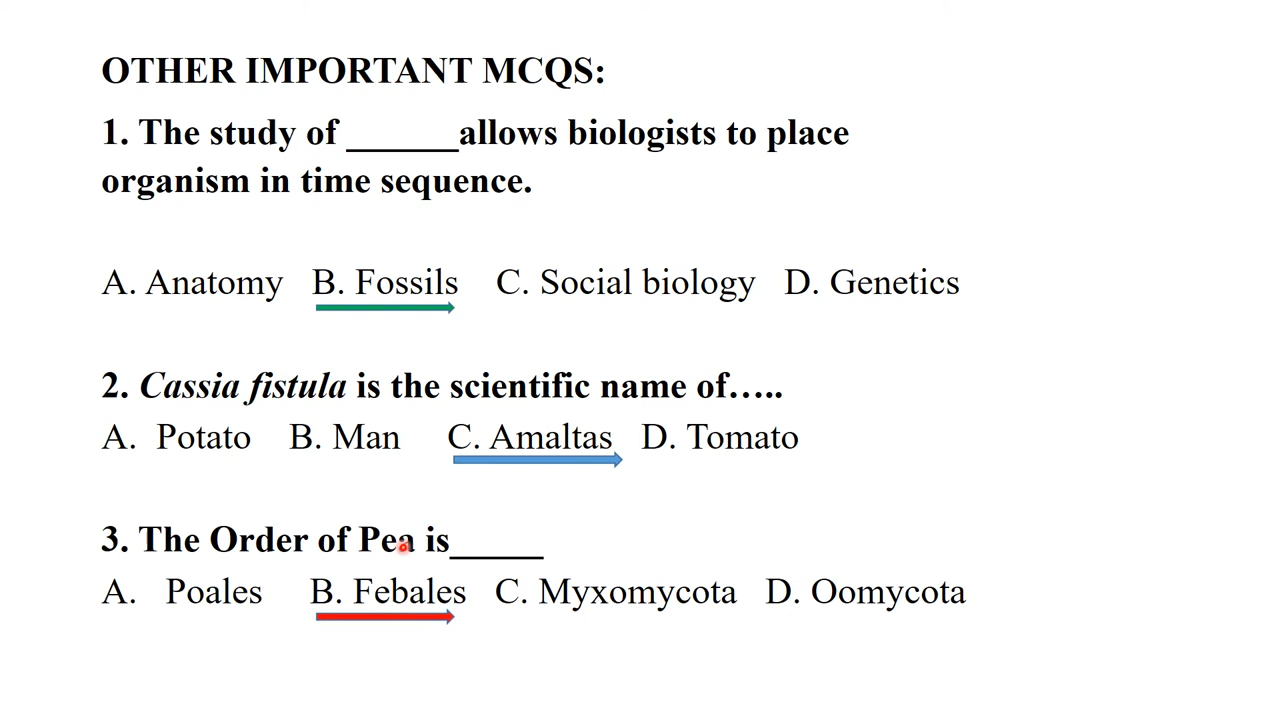 OTHER IMPORTANT MCQS:
1. The study of ______allows biologists to place
organism in time sequence.
A. Anatomy B. Fossils C. Social biology D. Genetics
2. Cassia fistula is the scientific name of…..
A. Potato B. Man C. Amaltas D. Tomato
3. The Order of Pea is_____
A. Poales B. Febales C. Myxomycota D. Oomycota